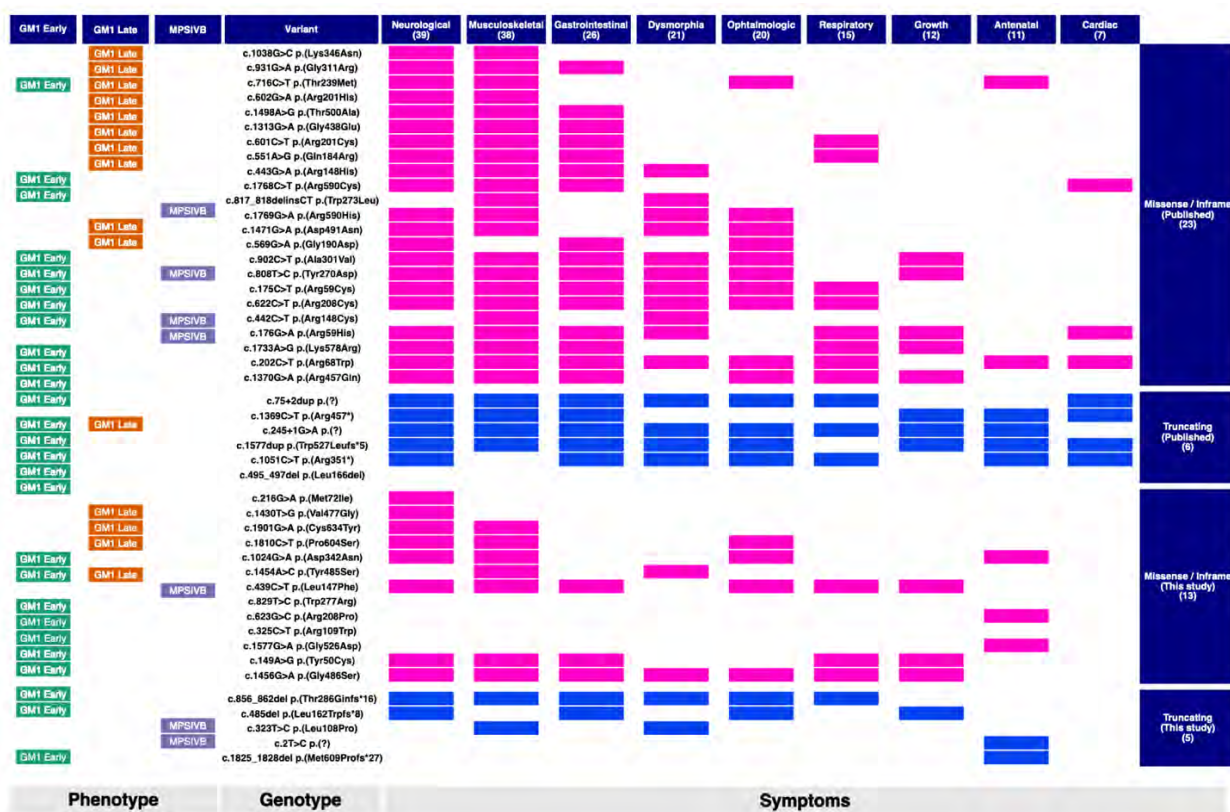 GM1 Early GM1 Late MPSIVB Variant Neurological (39) Musculoskeletal (38) Gastrointestinal (26) Dysmorphia (21) Ophtalmologic (20) Respiratory (15) Growth (12) Antenatal (11) Cardiac (7)
GM1 Late c.1038G>C p.(Lys346Asn)
GM1 Late c.931G>A p.(Gly311Arg)
GM1 Early GM1 Late c.716C>T p.(Thr239Met)
GM1 Late c.602G>A p.(Arg201His)
GM1 Late c.1498A>G p.(Thr500Ala)
GM1 Late c.1313G>A p.(Gly438Glu)
GM1 Late c.601C>T p.(Arg201Cys)
GM1 Late c.551A>G p.(Gln184Arg)
GM1 Late c.443G>A p.(Arg148His)
GM1 Early c.1768C>T p.(Arg590Cys)
GM1 Early c.817_818delinsCT p.(Trp273Leu)
MPSIVB c.1769G>A p.(Arg590His)
GM1 Late c.1471G>A p.(Asp491Asn)
GM1 Late c.569G>A p.(Gly190Asp)
GM1 Early c.902C>T p.(Ala301Val)
GM1 Early MPSIVB c.808T>C p.(Tyr270Asp)
GM1 Early c.175C>T p.(Arg59Cys)
GM1 Early c.622C>T p.(Arg208Cys)
GM1 Early MPSIVB c.442C>T p.(Arg148Cys)
MPSIVB c.176G>A p.(Arg59His)
GM1 Early c.1733A>G p.(Lys578Arg)
GM1 Early c.202C>T p.(Arg68Trp)
GM1 Early c.1370G>A p.(Arg457Gln)
Missense / Inframe
(Published)
(23)
GM1 Early c.75+2dup p.(?)
c.1369C>T p.(Arg457*)
GM1 Early GM1 Late c.245+1G>A p.(?)
GM1 Early c.1577dup p.(Trp527Leufs*5)
GM1 Early c.1051C>T p.(Arg351*)
GM1 Early c.495_497del p.(Leu166del)
GM1 Early
Truncating
(Published)
(6)
c.216G>A p.(Met72Ile)
GM1 Late c.1430T>G p.(Val477Gly)
GM1 Late c.1901G>A p.(Cys634Tyr)
GM1 Late c.1810C>T p.(Pro604Ser)
GM1 Early c.1024G>A p.(Asp342Asn)
GM1 Early GM1 Late c.1454A>C p.(Tyr485Ser)
MPSIVB c.439C>T p.(Leu147Phe)
GM1 Early c.829T>C p.(Trp277Arg)
GM1 Early c.623G>C p.(Arg208Pro)
GM1 Early c.325C>T p.(Arg109Trp)
GM1 Early c.1577G>A p.(Gly526Asp)
GM1 Early c.149A>G p.(Tyr50Cys)
GM1 Early c.1456G>A p.(Gly486Ser)
Missense / Inframe
(This study)
(13)
GM1 Early c.856_862del p.(Thr286Glnfs*16)
GM1 Early c.485del p.(Leu162Trpfs*8)
MPSIVB c.323T>C p.(Leu108Pro)
MPSIVB c.2T>C p.(?)
GM1 Early c.1825_1828del p.(Met609Profs*27)
Truncating
(This study)
(5)
Phenotype Genotype Symptoms